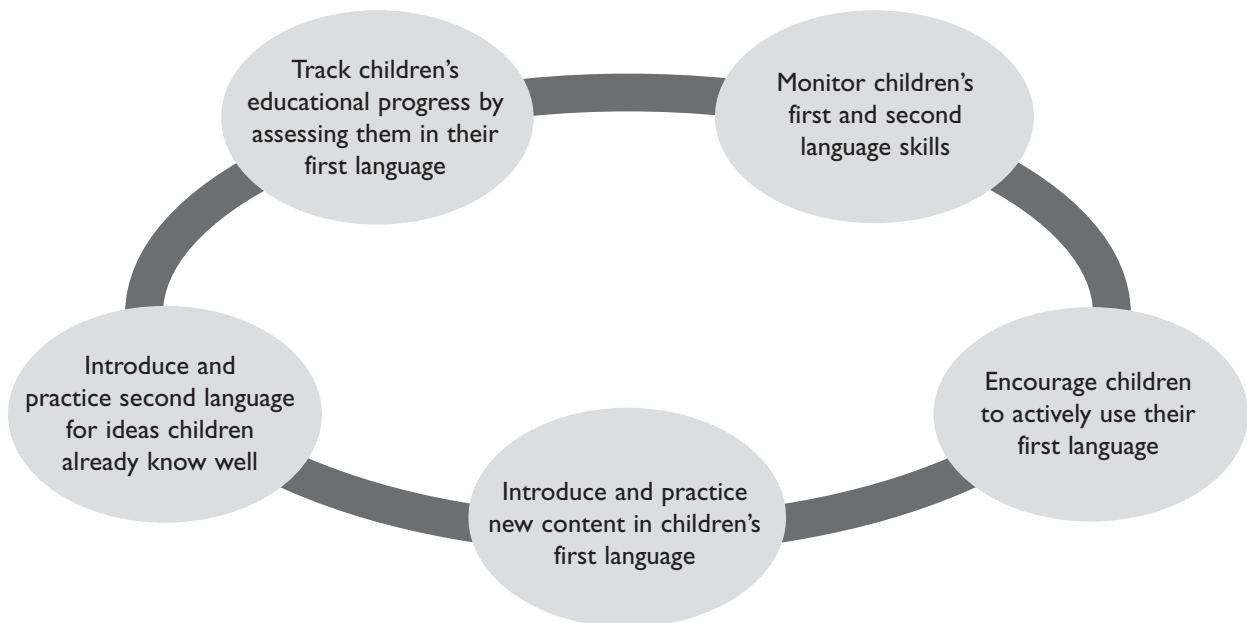 Track children's
educational progress by
assessing them in their
first language
Monitor children's
first and second
language skills
Introduce and
practice second language
for ideas children
already know well
Encourage children
to actively use their
first language
Introduce and practice
new content in children's
first language